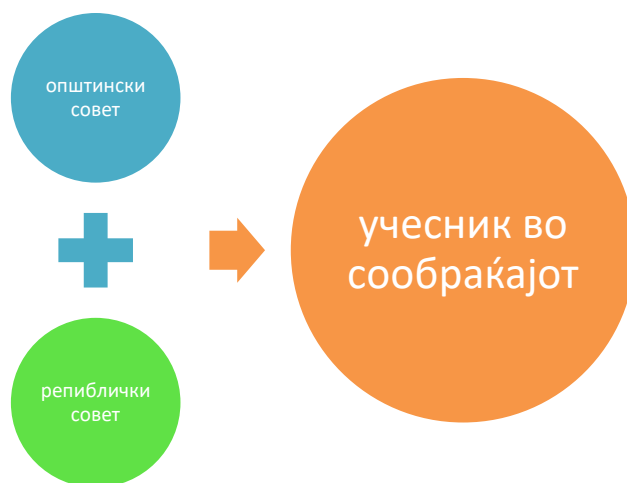 општински
совет
репиблички
совет
учесник во
сообраќајот